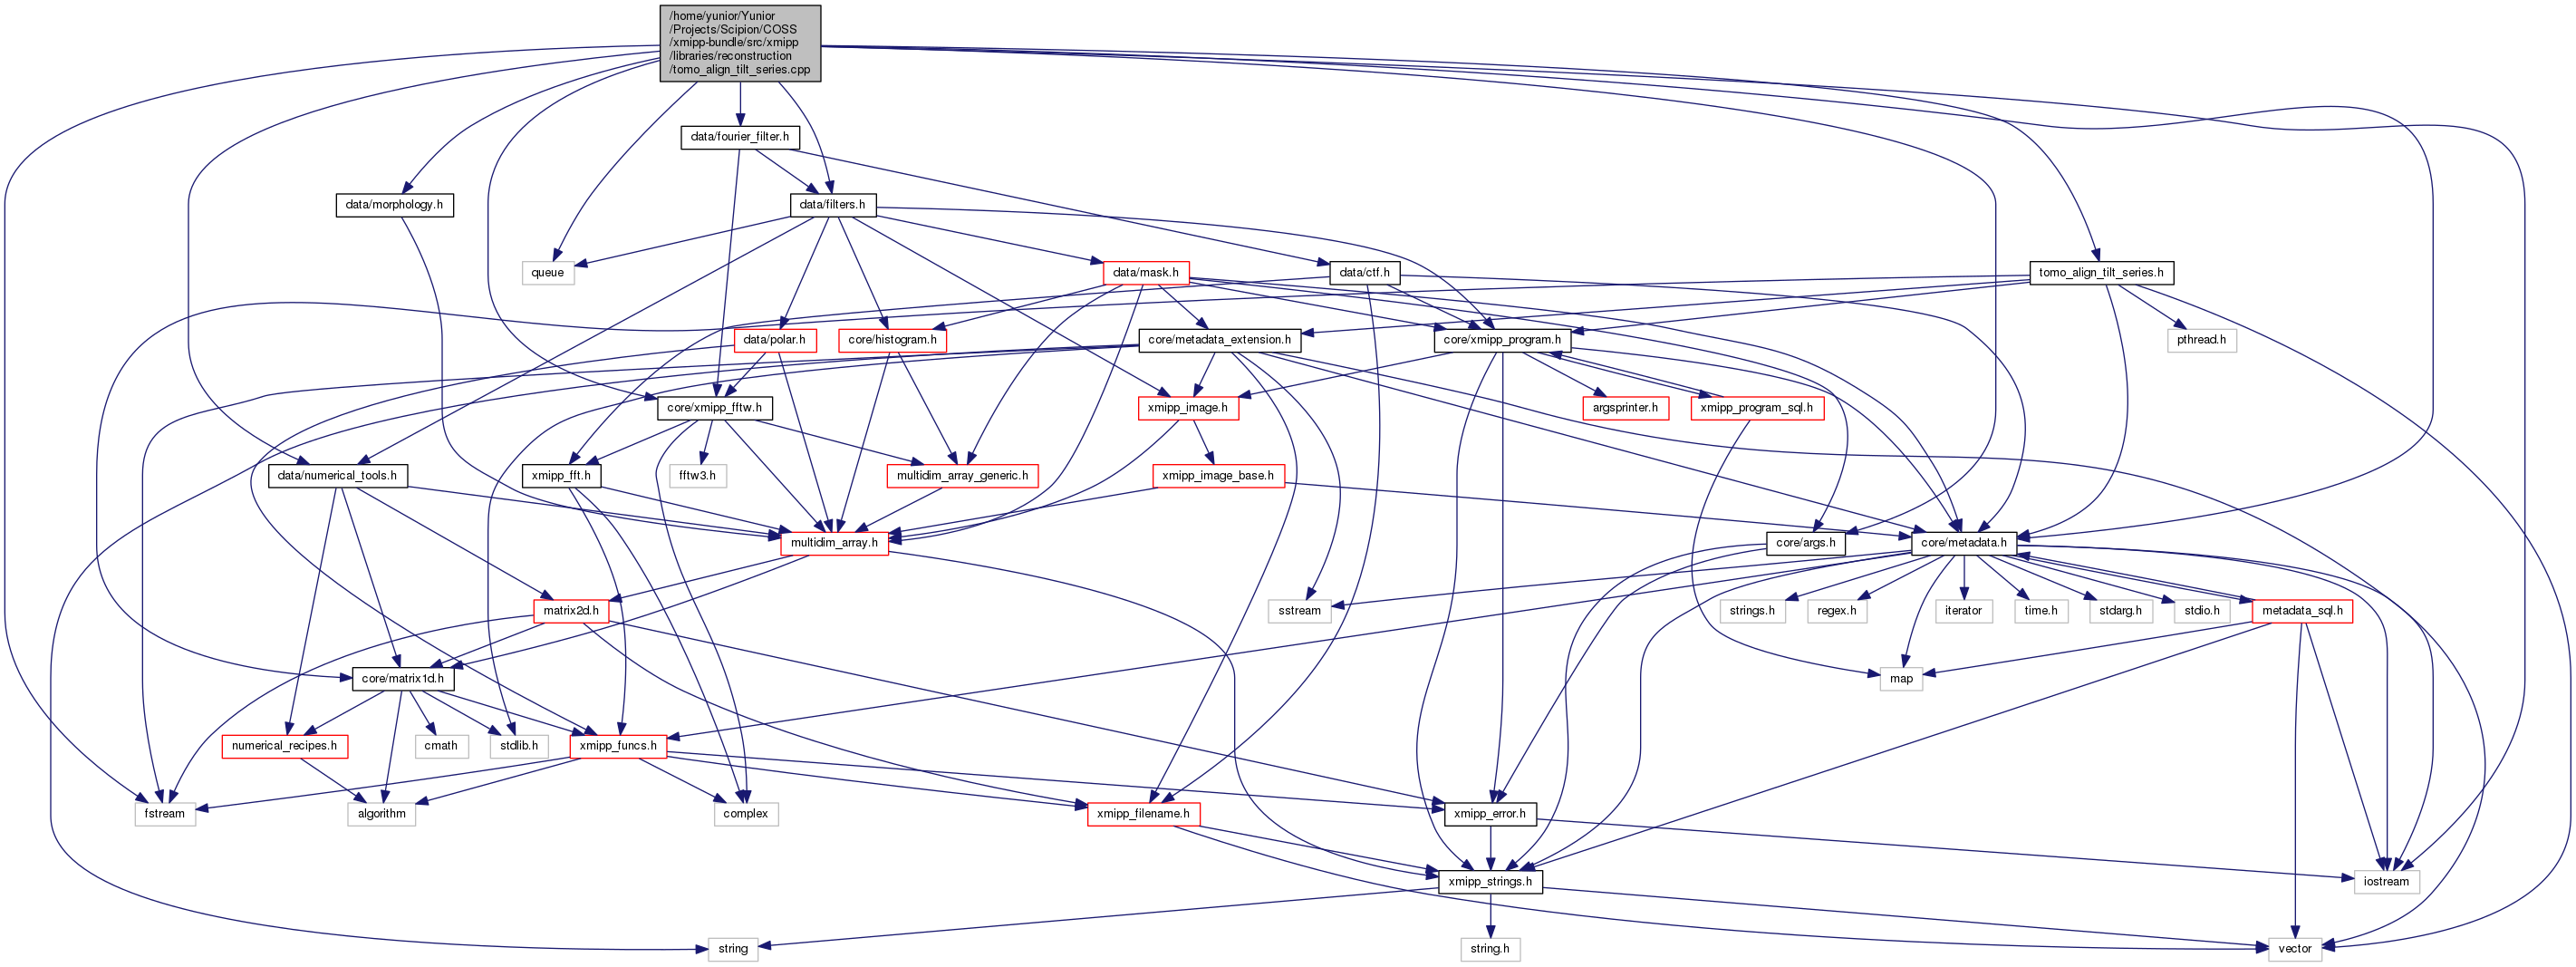 /home/yunior/Yunior
/Projects/Scipion/COSS
/xmipp-bundle/src/xmipp
/libraries/reconstruction
/tomo_align_tilt_series.cpp
data/fourier_filter.h
data/morphology.h
data/filters.h
queue
data/mask.h
data/ctf.h
tomo_align_tilt_series.h
data/polar.h
core/histogram.h
core/metadata_extension.h
core/xmipp_program.h
pthread.h
core/xmipp_fftw.h
xmipp_image.h
argsprinter.h
xmipp_program_sql.h
data/numerical_tools.h
xmipp_fft.h
fftw3.h
multidim_array_generic.h
xmipp_image_base.h
multidim_array.h
core/args.h
core/metadata.h
matrix2d.h
sstream
strings.h
regex.h
iterator
time.h
stdarg.h
stdio.h
metadata_sql.h
core/matrix1d.h
map
numerical_recipes.h
cmath
stdlib.h
xmipp_funcs.h
fstream
algorithm
complex
xmipp_filename.h
xmipp_error.h
xmipp_strings.h
iostream
string
string.h
vector